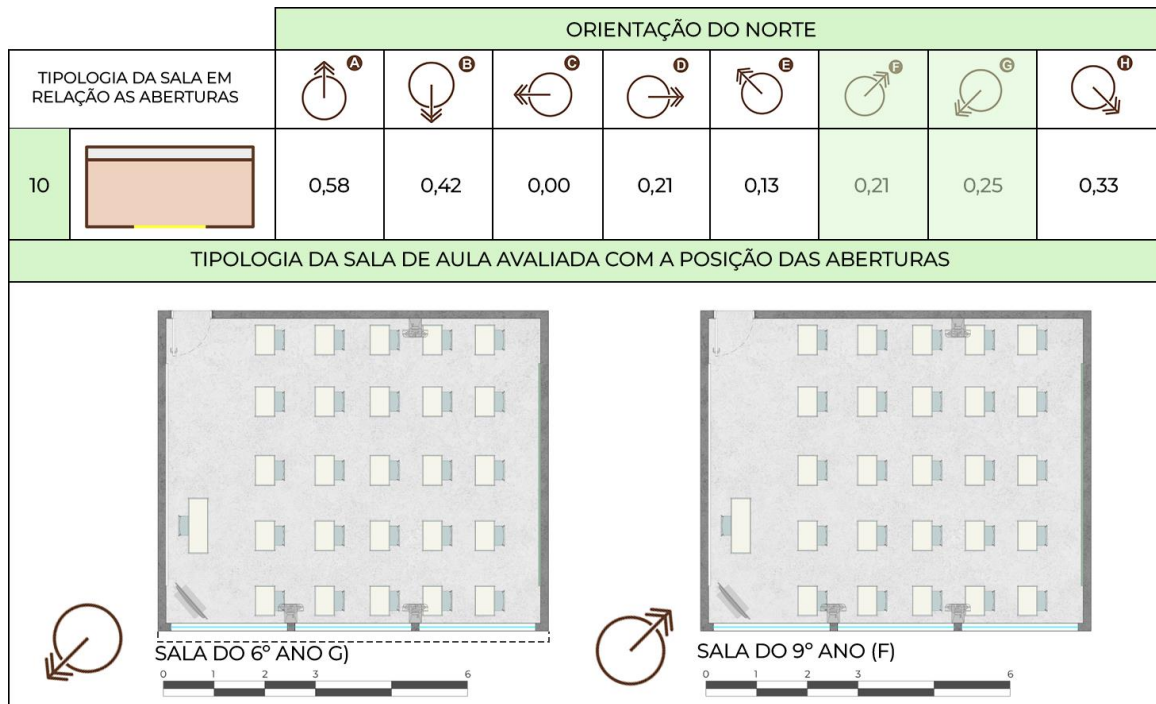 ORIENTAÇÃO DO NORTE
TIPOLOGIA DA SALA EM
RELAÇÃO AS ABERTURAS
A
B
C
D
E
F
G
H
10
0,58
0,42
0,00
0,21
0,13
0,21
0,25
0,33
TIPOLOGIA DA SALA DE AULA AVALIADA COM A POSIÇÃO DAS ABERTURAS
SALA DO 6º ANO G)
0 1 2 3 6
SALA DO 9º ANO (F)
0 1 2 3 6